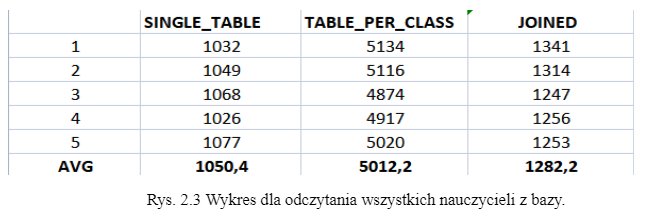 SINGLE_TABLE TABLE_PER_CLASS JOINED
1 1032 5134 1341
2 1049 5116 1314
3 1068 4874 1247
4 1026 4917 1256
5 1077 5020 1253
AVG 1050,4 5012,2 1282,2
Rys. 2.3 Wykres dla odczytania wszystkich nauczycieli z bazy.